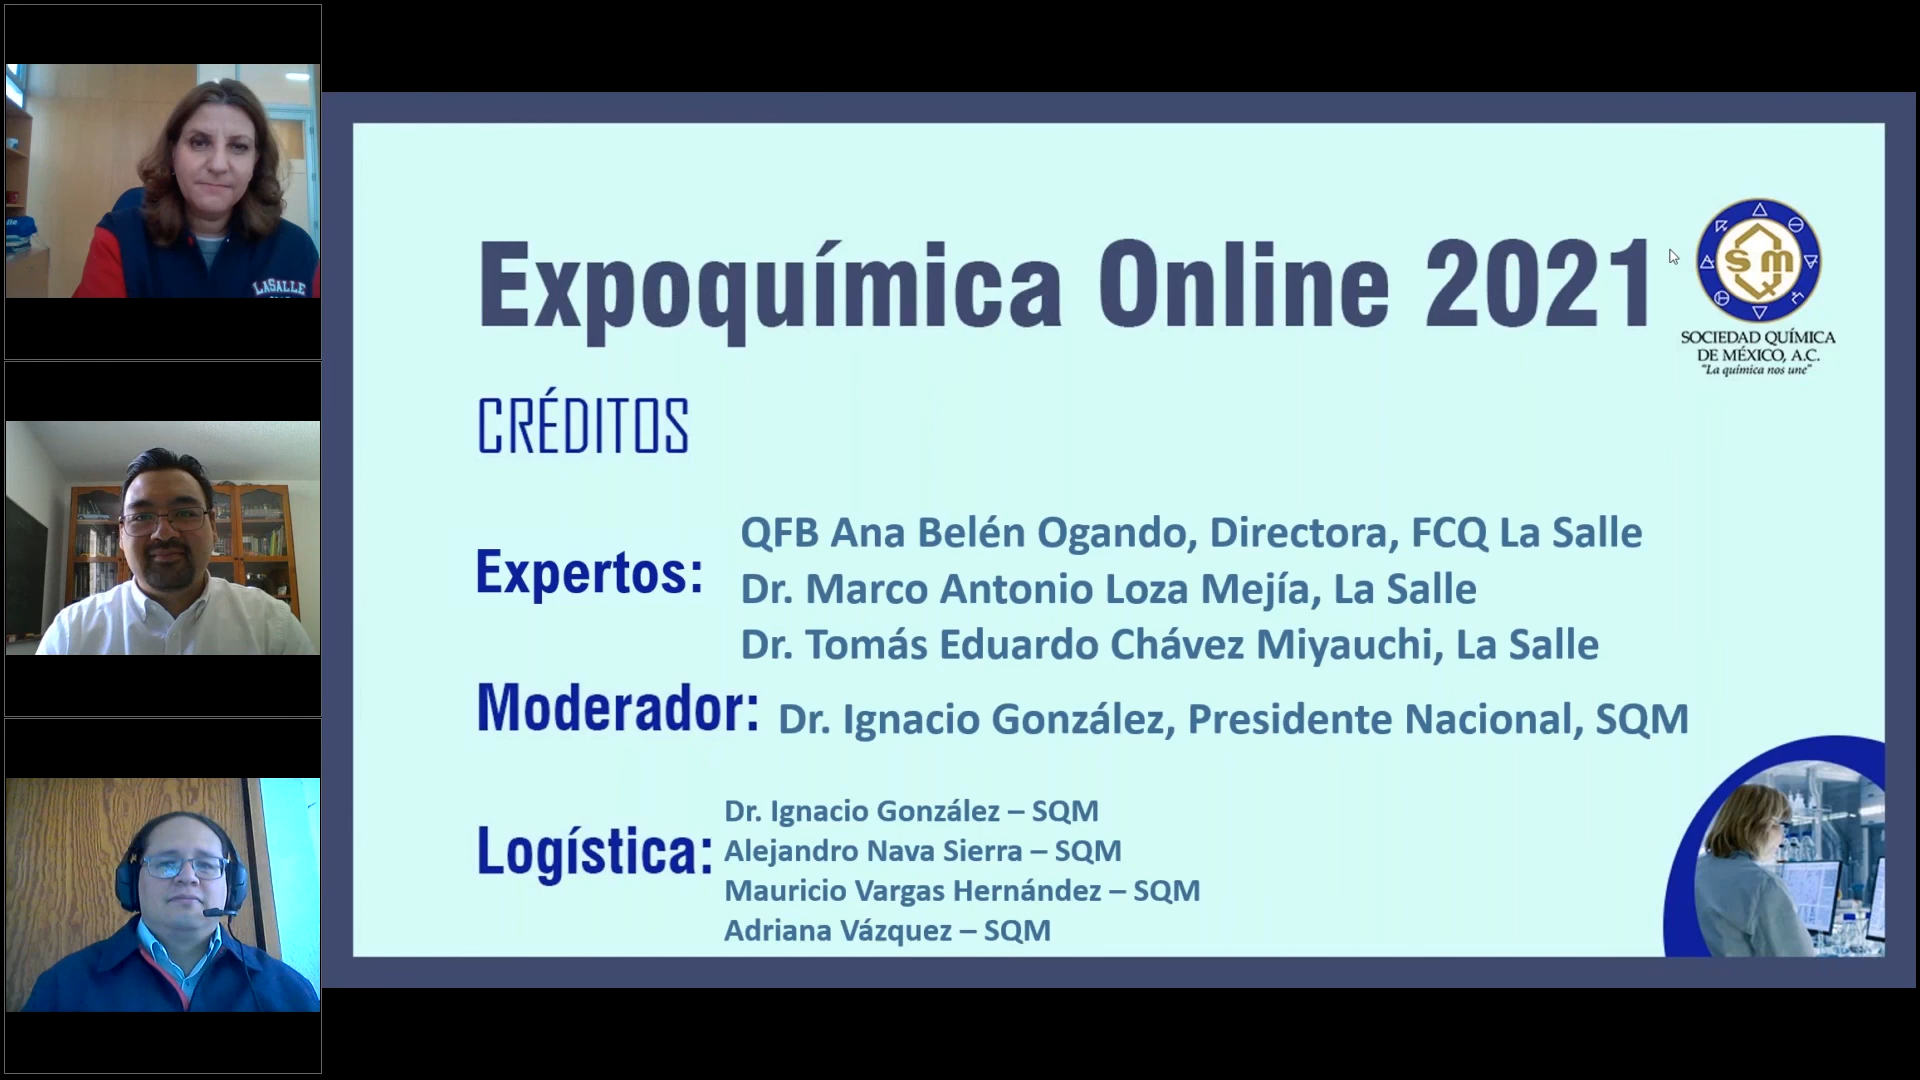 LASALLE
Expoquímica Online 2021
SQM
SOCIEDAD QUÍMICA
DE MÉXICO, A.C.
"La química nos une"
CRÉDITOS
Expertos:
QFB Ana Belén Ogando, Directora, FCQ La Salle
Dr. Marco Antonio Loza Mejía, La Salle
Dr. Tomás Eduardo Chávez Miyauchi, La Salle
Moderador: Dr. Ignacio González, Presidente Nacional, SQM
Logística:
Dr. Ignacio González – SQM
Alejandro Nava Sierra – SQM
Mauricio Vargas Hernández – SQM
Adriana Vázquez – SQM